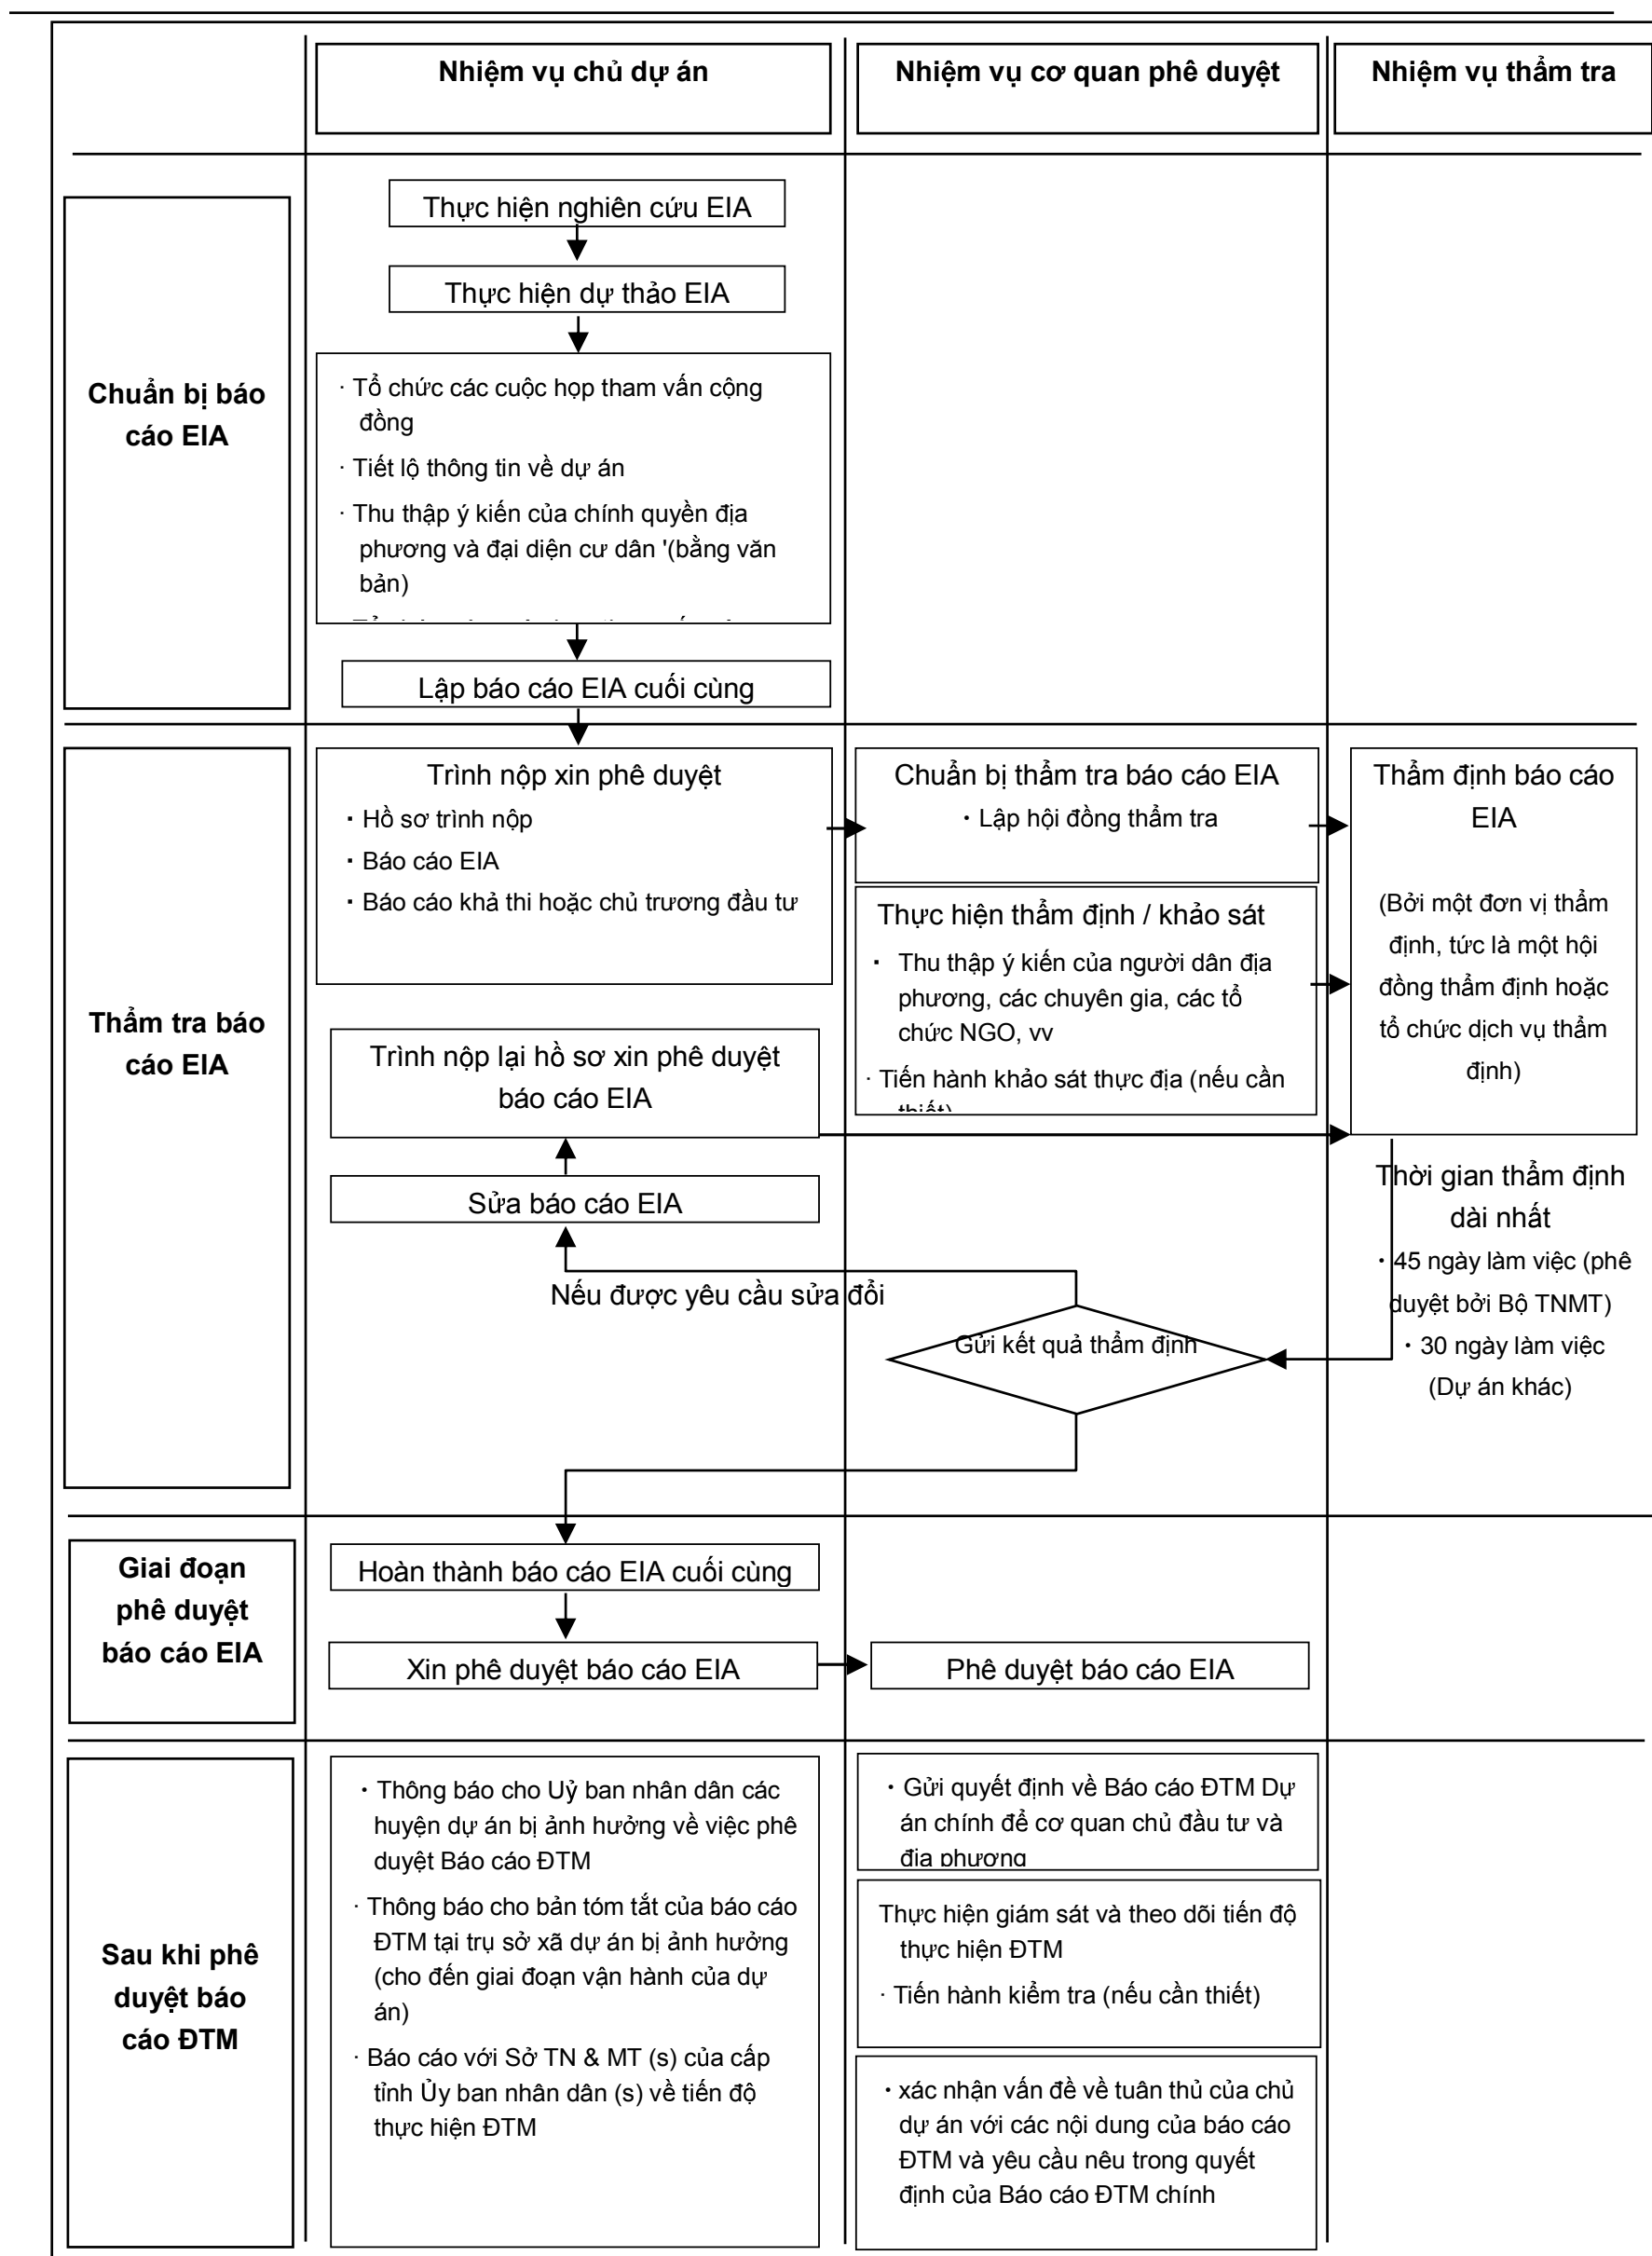 Nhiệm vụ chủ dự án
Nhiệm vụ cơ quan phê duyệt
Nhiệm vụ thẩm tra
Chuẩn bị báo
cáo EIA
Thực hiện nghiên cứu EIA
Thực hiện dự thảo EIA
· Tổ chức các cuộc họp tham vấn cộng
đồng
· Tiết lộ thông tin về dự án
· Thu thập ý kiến của chính quyền địa
phương và đại diện cư dân '(bằng văn
bản)
Lập báo cáo EIA cuối cùng
Thẩm tra báo
cáo EIA
Trình nộp xin phê duyệt
・Hồ sơ trình nộp
・Báo cáo EIA
・Báo cáo khả thi hoặc chủ trương đầu tư
Chuẩn bị thẩm tra báo cáo EIA
・Lập hội đồng thẩm tra
Thực hiện thẩm định / khảo sát
・ Thu thập ý kiến của người dân địa
phương, các chuyên gia, các tổ
chức NGO, vv
· Tiến hành khảo sát thực địa (nếu cần
thiết)
Thẩm định báo cáo
EIA
(Bởi một đơn vị thẩm
định, tức là một hội
đồng thẩm định hoặc
tổ chức dịch vụ thẩm
định)
Trình nộp lại hồ sơ xin phê duyệt
báo cáo EIA
Sửa báo cáo EIA
Nếu được yêu cầu sửa đổi
Gửi kết quả thẩm định
Thời gian thẩm định
dài nhất
・45 ngày làm việc (phê
duyệt bởi Bộ TNMT)
・30 ngày làm việc
(Dự án khác)
Giai đoạn
phê duyệt
báo cáo EIA
Hoàn thành báo cáo EIA cuối cùng
Xin phê duyệt báo cáo EIA
Phê duyệt báo cáo EIA
Sau khi phê
duyệt báo
cáo ĐTM
・Thông báo cho Uỷ ban nhân dân các
huyện dự án bị ảnh hưởng về việc phê
duyệt Báo cáo ĐTM
· Thông báo cho bản tóm tắt của báo cáo
ĐTM tại trụ sở xã dự án bị ảnh hưởng
(cho đến giai đoạn vận hành của dự
án)
· Báo cáo với Sở TN & MT (s) của cấp
tỉnh Ủy ban nhân dân (s) về tiến độ
thực hiện ĐTM
・Gửi quyết định về Báo cáo ĐTM Dự
án chính để cơ quan chủ đầu tư và
địa phương
Thực hiện giám sát và theo dõi tiến độ
thực hiện ĐTM
· Tiến hành kiểm tra (nếu cần thiết)
・xác nhận vấn đề về tuân thủ của chủ
dự án với các nội dung của báo cáo
ĐTM và yêu cầu nêu trong quyết
định của Báo cáo ĐTM chính